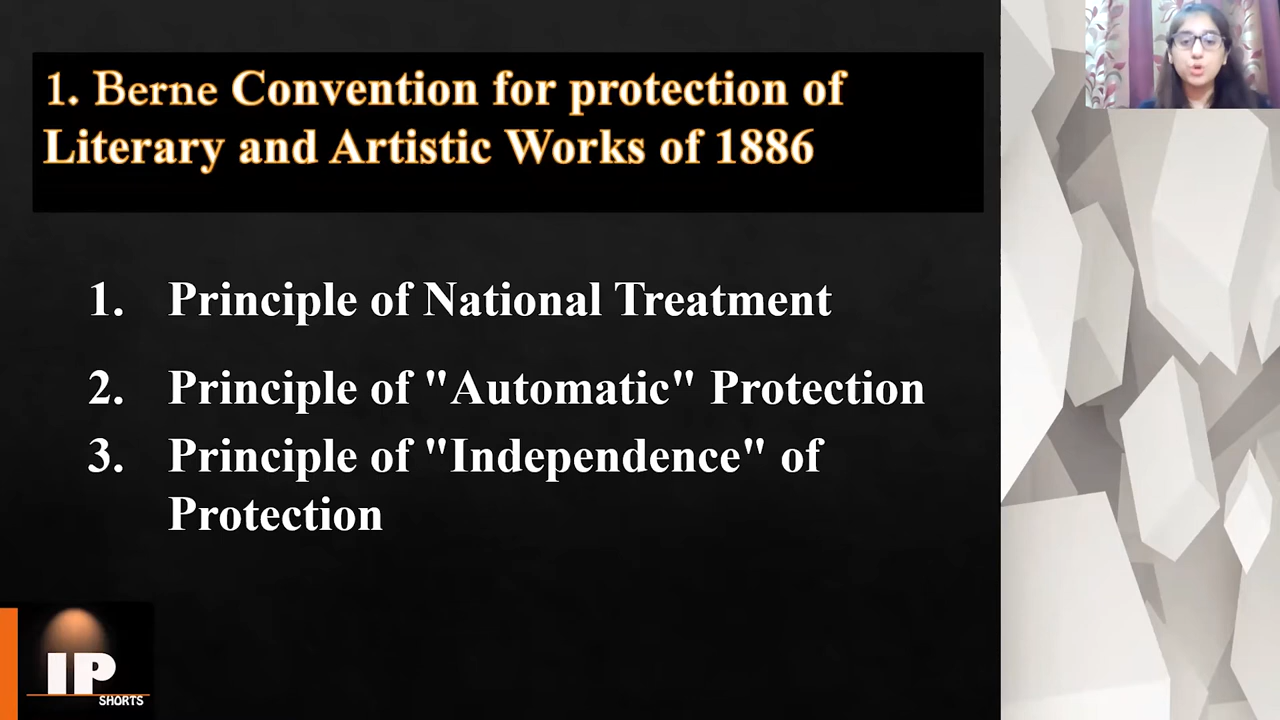 1. Berne Convention for protection of
Literary and Artistic Works of 1886
1. Principle of National Treatment
2. Principle of "Automatic" Protection
3. Principle of "Independence" of
Protection
IP
SHORTS